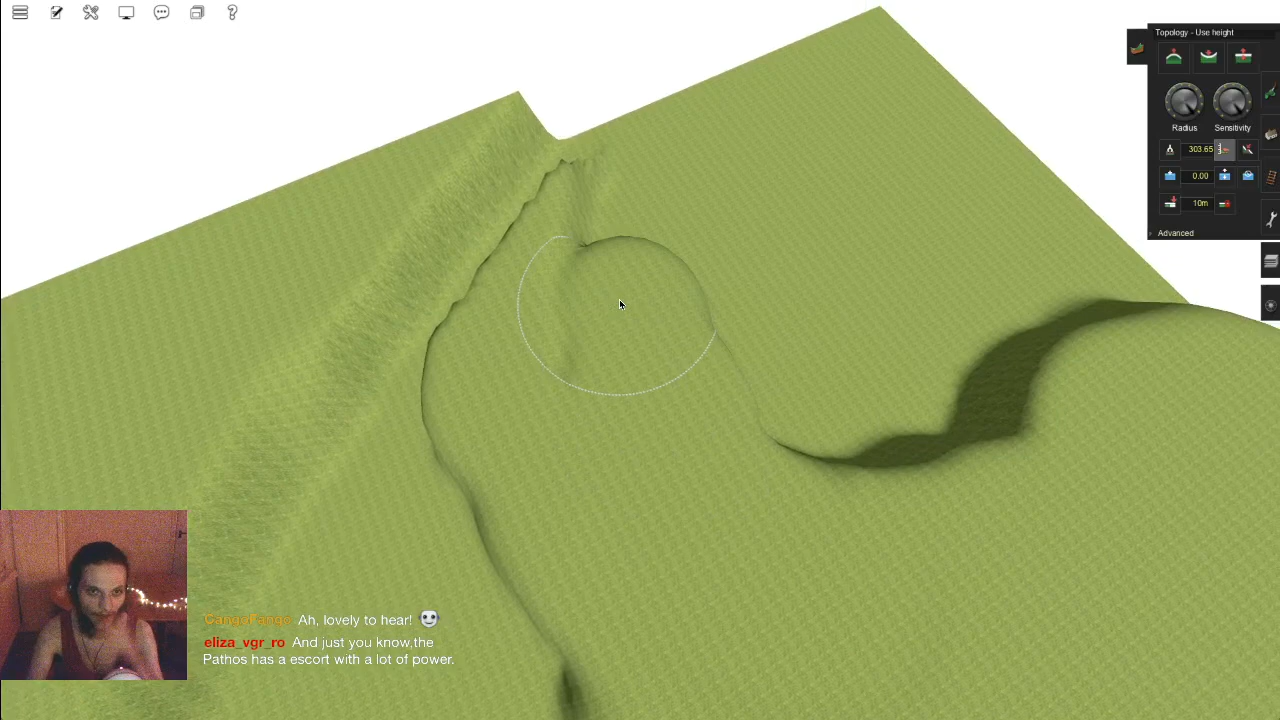 Topology - Use height
Radius Sensitivity
303.65
0.00
10m
Advanced
CangoFango Ah, lovely to hear!
eliza_vgr_ro And just you know,the
Pathos has a escort with a lot of power.